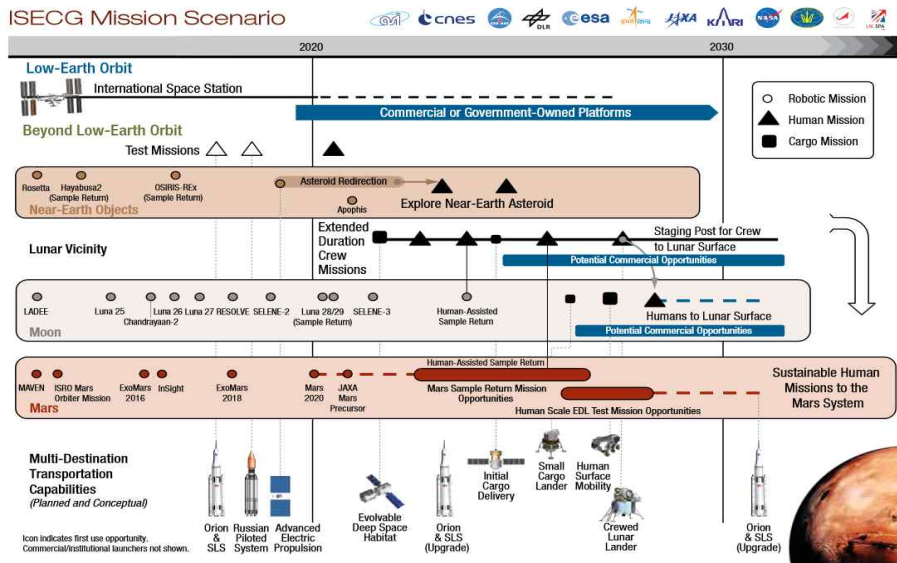 ISECG Mission Scenario
asi
cnes
DLR
esa
JAXA
KARI
NASA
2020
2030
Low-Earth Orbit
International Space Station
Commercial or Government-Owned Platforms
Robotic Mission
Human Mission
Cargo Mission
Beyond Low-Earth Orbit
Test Missions
Rosetta
Hayabusa2
(Sample Return)
OSIRIS-REx
(Sample Return)
Asteroid Redirection
Apophis
Explore Near-Earth Asteroid
Near-Earth Objects
Lunar Vicinity
Extended
Duration
Crew
Missions
Staging Post for Crew
to Lunar Surface
Potential Commercial Opportunities
LADEE
Luna 25
Chandrayaan-2
Luna 26
Luna 27
RESOLVE
SELENE-2
Luna 28/29
(Sample Return)
SELENE-3
Human-Assisted
Sample Return
Humans to Lunar Surface
Potential Commercial Opportunities
Moon
Human-Assisted Sample Return
MAVEN
ISRO Mars
Orbiter Mission
ExoMars
2016
InSight
ExoMars
2018
Mars
2020
JAXA
Mars
Precursor
Mars Sample Return Mission
Opportunities
Human Scale EDL Test Mission Opportunities
Sustainable Human
Missions to the
Mars System
Mars
Multi-Destination
Transportation
Capabilities
(Planned and Conceptual)
Icon indicates first use opportunity.
Commercial/institutional launchers not shown.
Orion
& SLS
Russian
Piloted
System
Advanced
Electric
Propulsion
Evolvable
Deep Space
Habitat
Orion
& SLS
(Upgrade)
Initial
Cargo
Delivery
Small
Cargo
Lander
Human
Surface
Mobility
Crewed
Lunar
Lander
Orion
& SLS
(Upgrade)